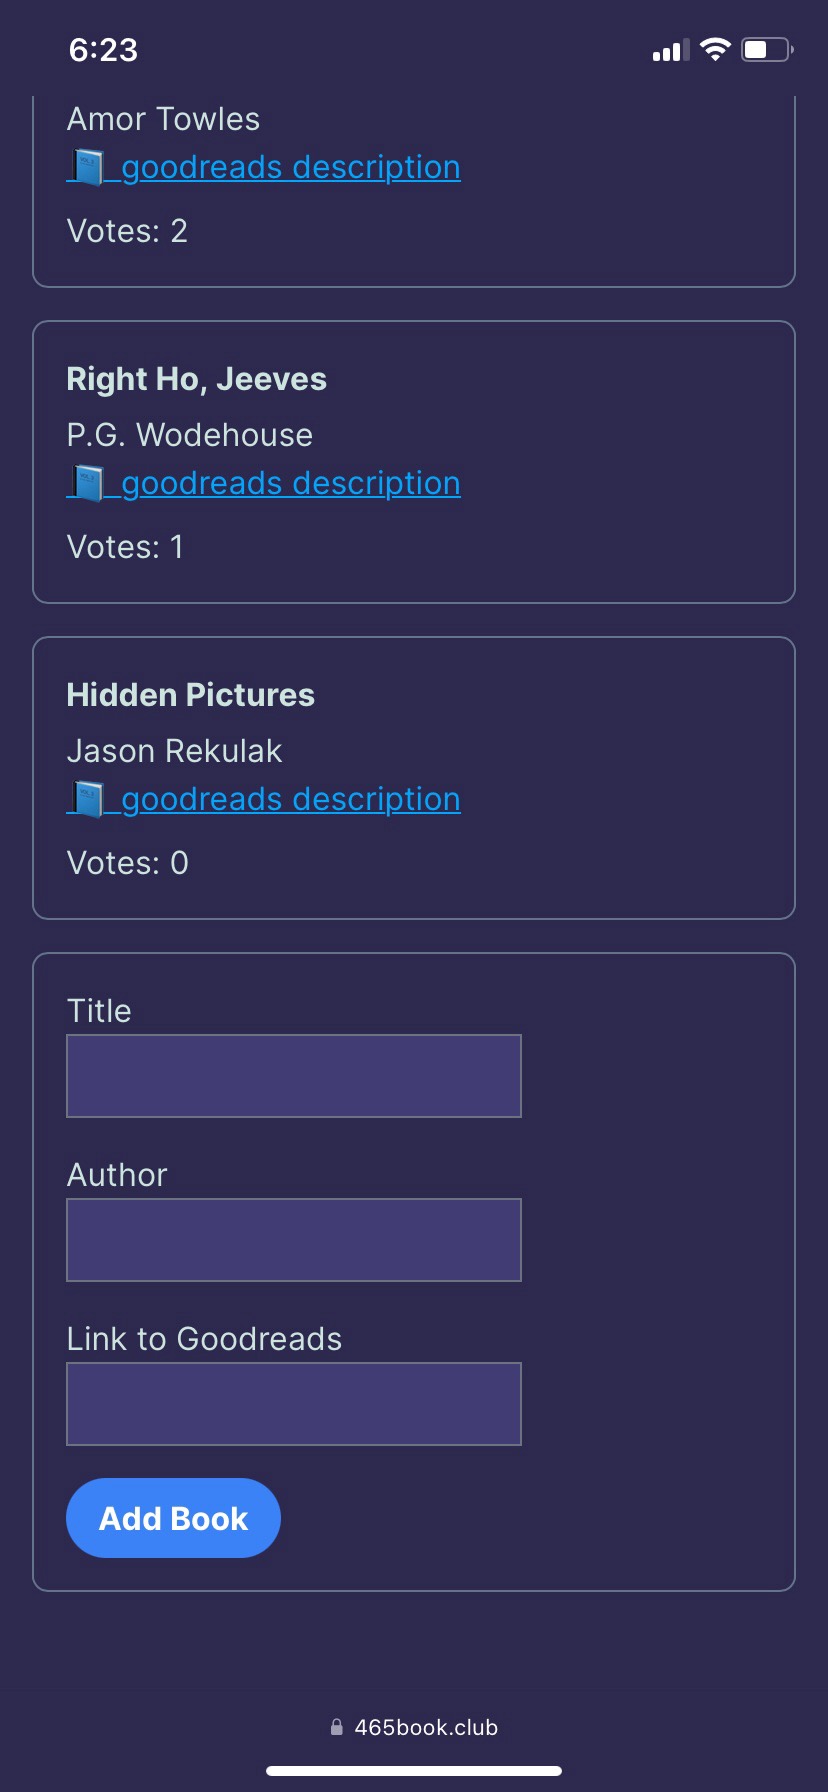 6:23
Amor Towles
goodreads description
Votes: 2
Right Ho, Jeeves
P.G. Wodehouse
goodreads description
Votes: 1
Hidden Pictures
Jason Rekulak
goodreads description
Votes: 0
Title
Author
Link to Goodreads
Add Book
465book.club